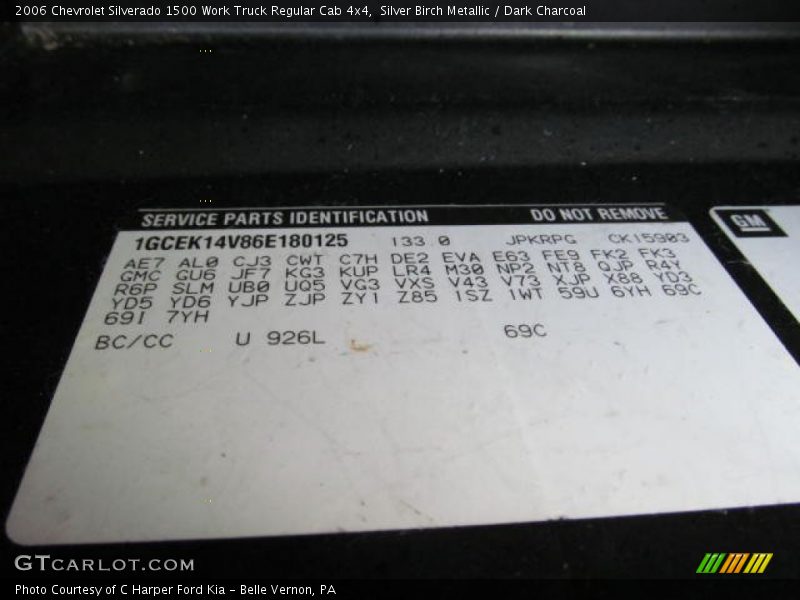 2006 Chevrolet Silverado 1500 Work Truck Regular Cab 4x4,  Silver Birch Metallic / Dark Charcoal
SERVICE PARTS IDENTIFICATION DO NOT REMOVE
GM
1GCEK14V86E180125 133.0 JPKRPG CK15903
AE7 AL0 CJ3 CWT C7H DE2 EVA E63 FE9 FK2 FK3
GMC GU6 JF7 KG3 KUP LR4 M30 NP2 NT8 QJP R4Y
R6P SLM UB0 UQ5 VG3 VXS V43 V73 XJP X88 YD3
YD5 YD6 YJP ZJP ZY1 Z85 1SZ 1WT 59U 6YH 69C
69I 7YH
BC/CC U 926L 69C
GTCARLOT.COM
Photo Courtesy of C Harper Ford Kia – Belle Vernon, PA